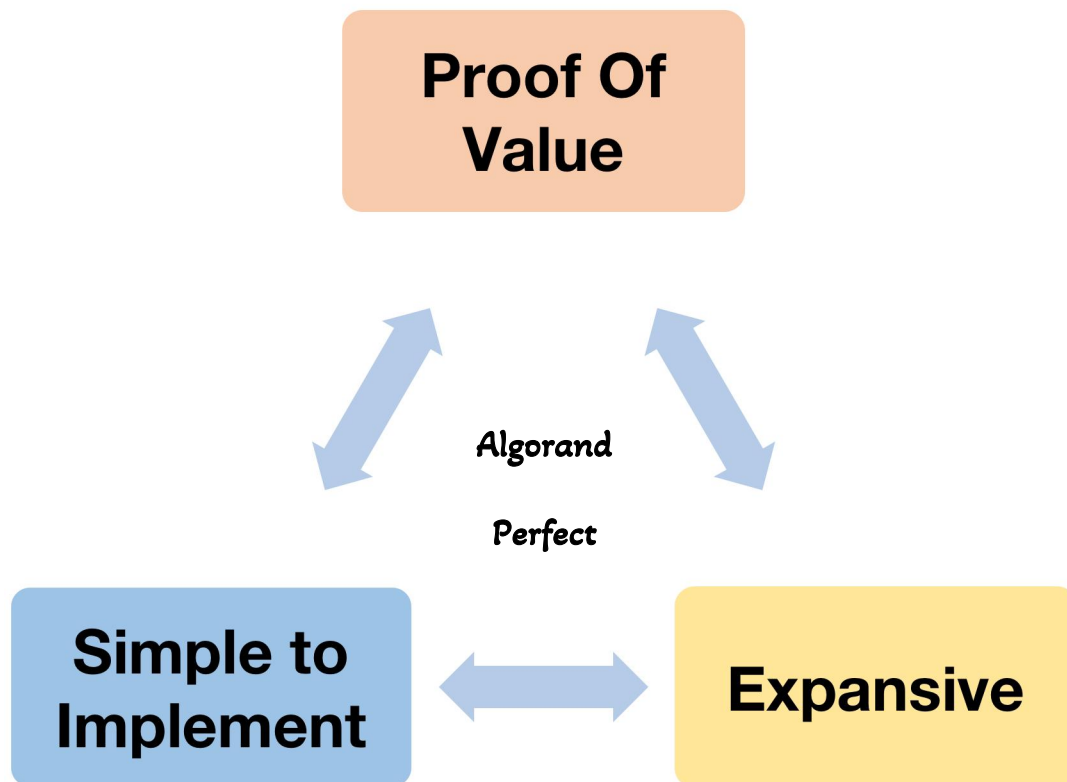 Proof Of
Value
Algorand
Perfect
Simple to
Implement
Expansive